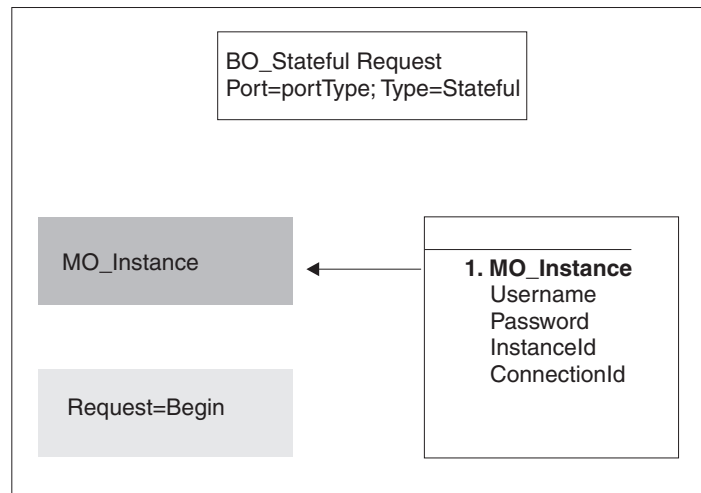 BO_Stateful Request
Port=portType; Type=Stateful
MO_Instance
1. MO_Instance
Username
Password
InstanceId
ConnectionId
Request=Begin